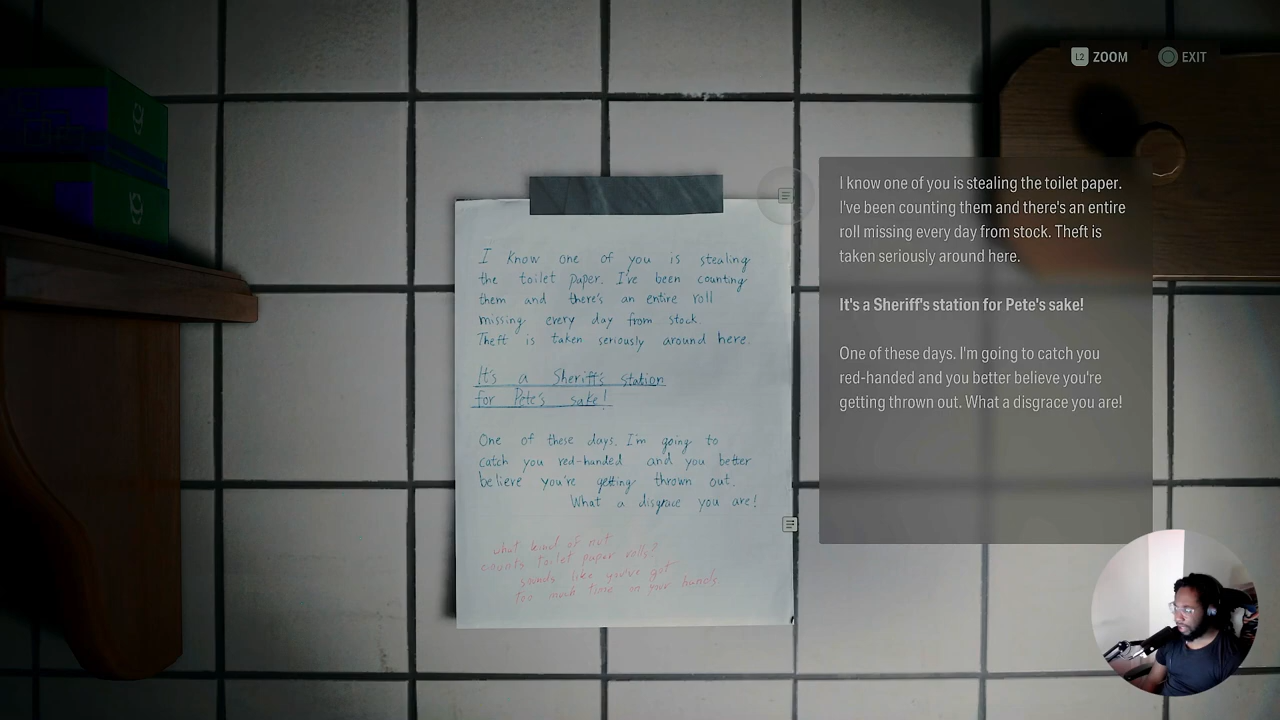 L2 ZOOM EXIT
I know one of you is stealing the toilet paper.
I've been counting them and there's an entire
roll missing every day from stock. Theft is
taken seriously around here.
It's a Sheriff's station for Pete's sake!
One of these days. I'm going to catch you
red-handed and you better believe you're
getting thrown out. What a disgrace you are!
I know one of you is stealing
the toilet paper. I've been counting
them and there's an entire roll
missing every day from stock.
Theft is taken seriously around here.
It's a Sheriff's station
for Pete's sake!
One of these days. I'm going to
catch you red-handed and you better
believe you're getting thrown out.
What a disgrace you are!
what kind of nut
counts toilet paper rolls?
sounds like you've got
too much time on your hands.